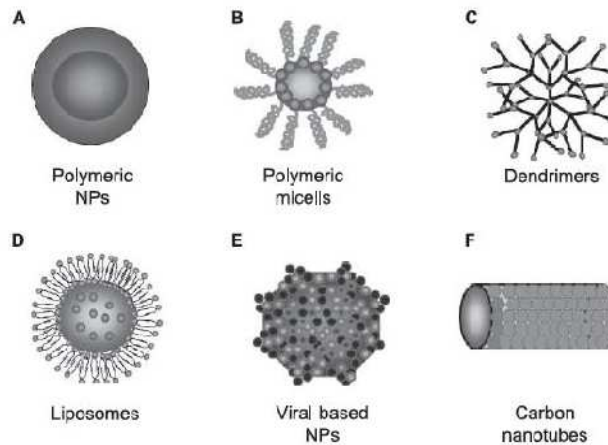 A
B
C
Polymeric
NPs
Polymeric
micells
Dendrimers
D
E
F
Liposomes
Viral based
NPs
Carbon
nanotubes